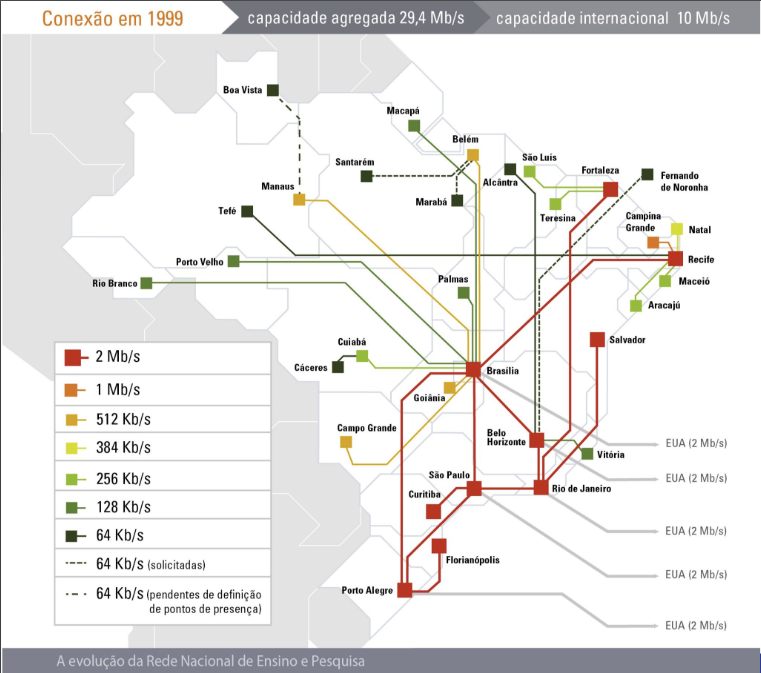 Conexão em 1999
capacidade agregada 29,4 Mb/s
capacidade internacional 10 Mb/s
Boa Vista
Macapá
Belém
São Luís
Fortaleza
Santarém
Alcântra
Fernando
de Noronha
Manaus
Marabá
Teresina
Tefé
Campina
Grande
Natal
Porto Velho
Recife
Rio Branco
Palmas
Maceió
Aracajú
Salvador
2 Mb/s
1 Mb/s
512 Kb/s
384 Kb/s
256 Kb/s
128 Kb/s
64 Kb/s
64 Kb/s (solicitadas)
64 Kb/s (pendentes de definição
de pontos de presença)
Cuiabá
Cáceres
Brasília
Goiânia
Campo Grande
Belo
Horizonte
Vitória
EUA (2 Mb/s)
São Paulo
EUA (2 Mb/s)
Curitiba
Rio de Janeiro
EUA (2 Mb/s)
Florianópolis
EUA (2 Mb/s)
Porto Alegre
EUA (2 Mb/s)
A evolução da Rede Nacional de Ensino e Pesquisa